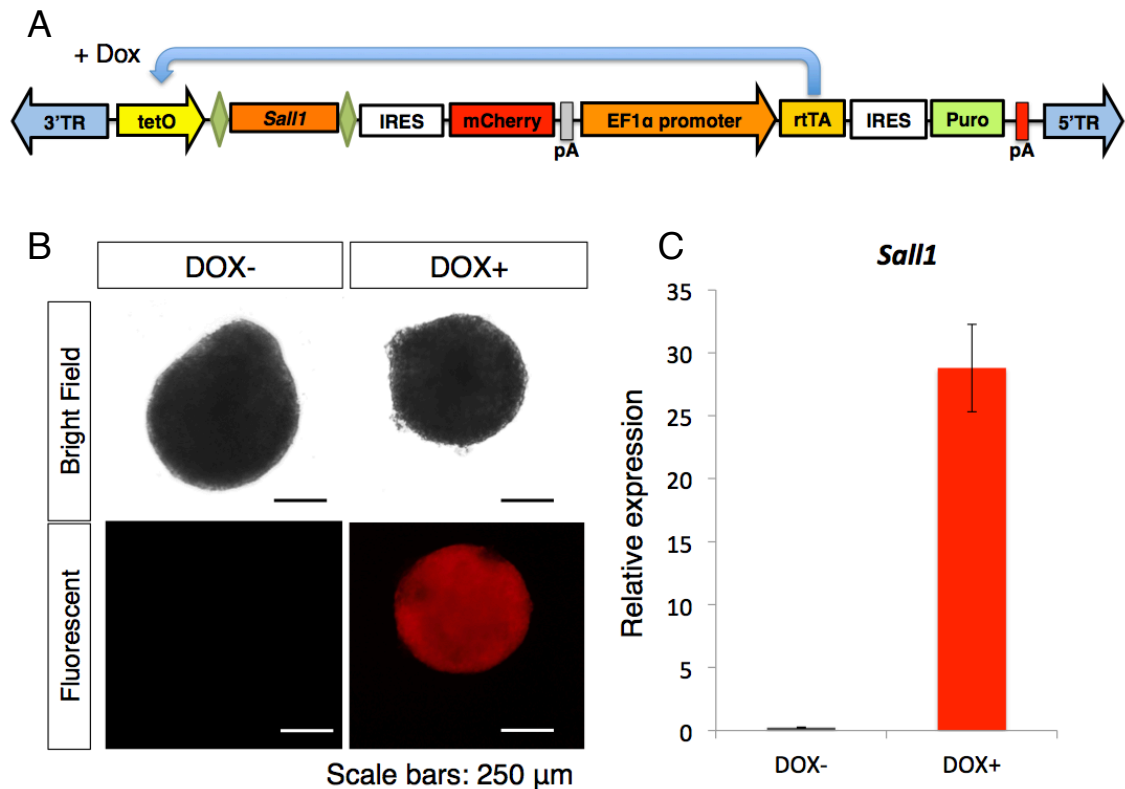 A
+ Dox
3'TR tetO Sall1 IRES mCherry EF1α promoter rtTA IRES Puro 5'TR
pA pA
B
DOX- DOX+
Bright Field
Fluorescent
Scale bars: 250 µm
C
Sall1
Relative expression
35
30
25
20
15
10
5
0
DOX- DOX+